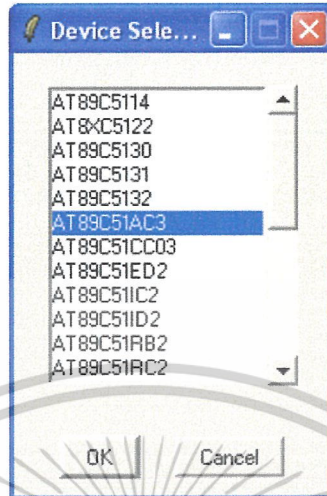 Device Sele...
AT89C5114
AT8XC5122
AT89C5130
AT89C5131
AT89C5132
AT89C51AC3
AT89C51CC03
AT89C51ED2
AT89C51IC2
AT89C51ID2
AT89C51RB2
AT89C51RC2
OK Cancel